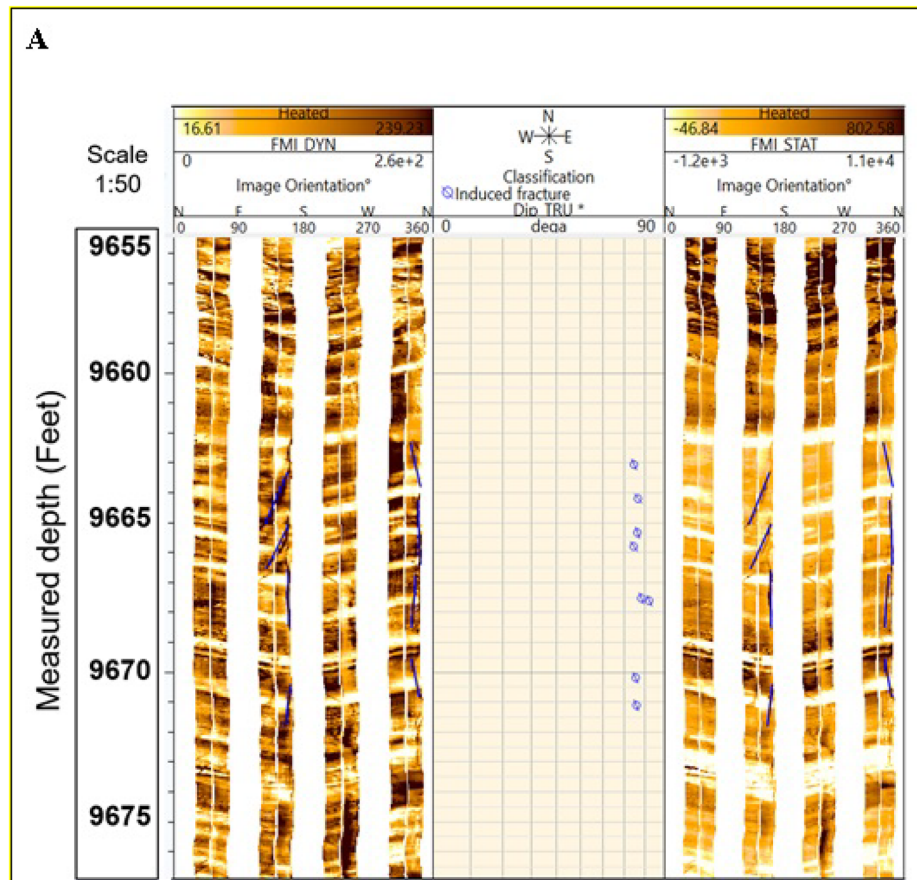 A
Scale
1:50
Heated
16.61 239.23
FMI DYN
0 2.6e+2
Image Orientation°
N E S W N
0 90 180 270 360
N
W E
S
Classification
Induced fracture
Dip TRU *
dega
0 90
Heated
-46.84 802.58
FMI STAT
-1.2e+3 1.1e+4
Image Orientation°
N E S W N
0 90 180 270 360
Measured depth (Feet)
9655
9660
9665
9670
9675